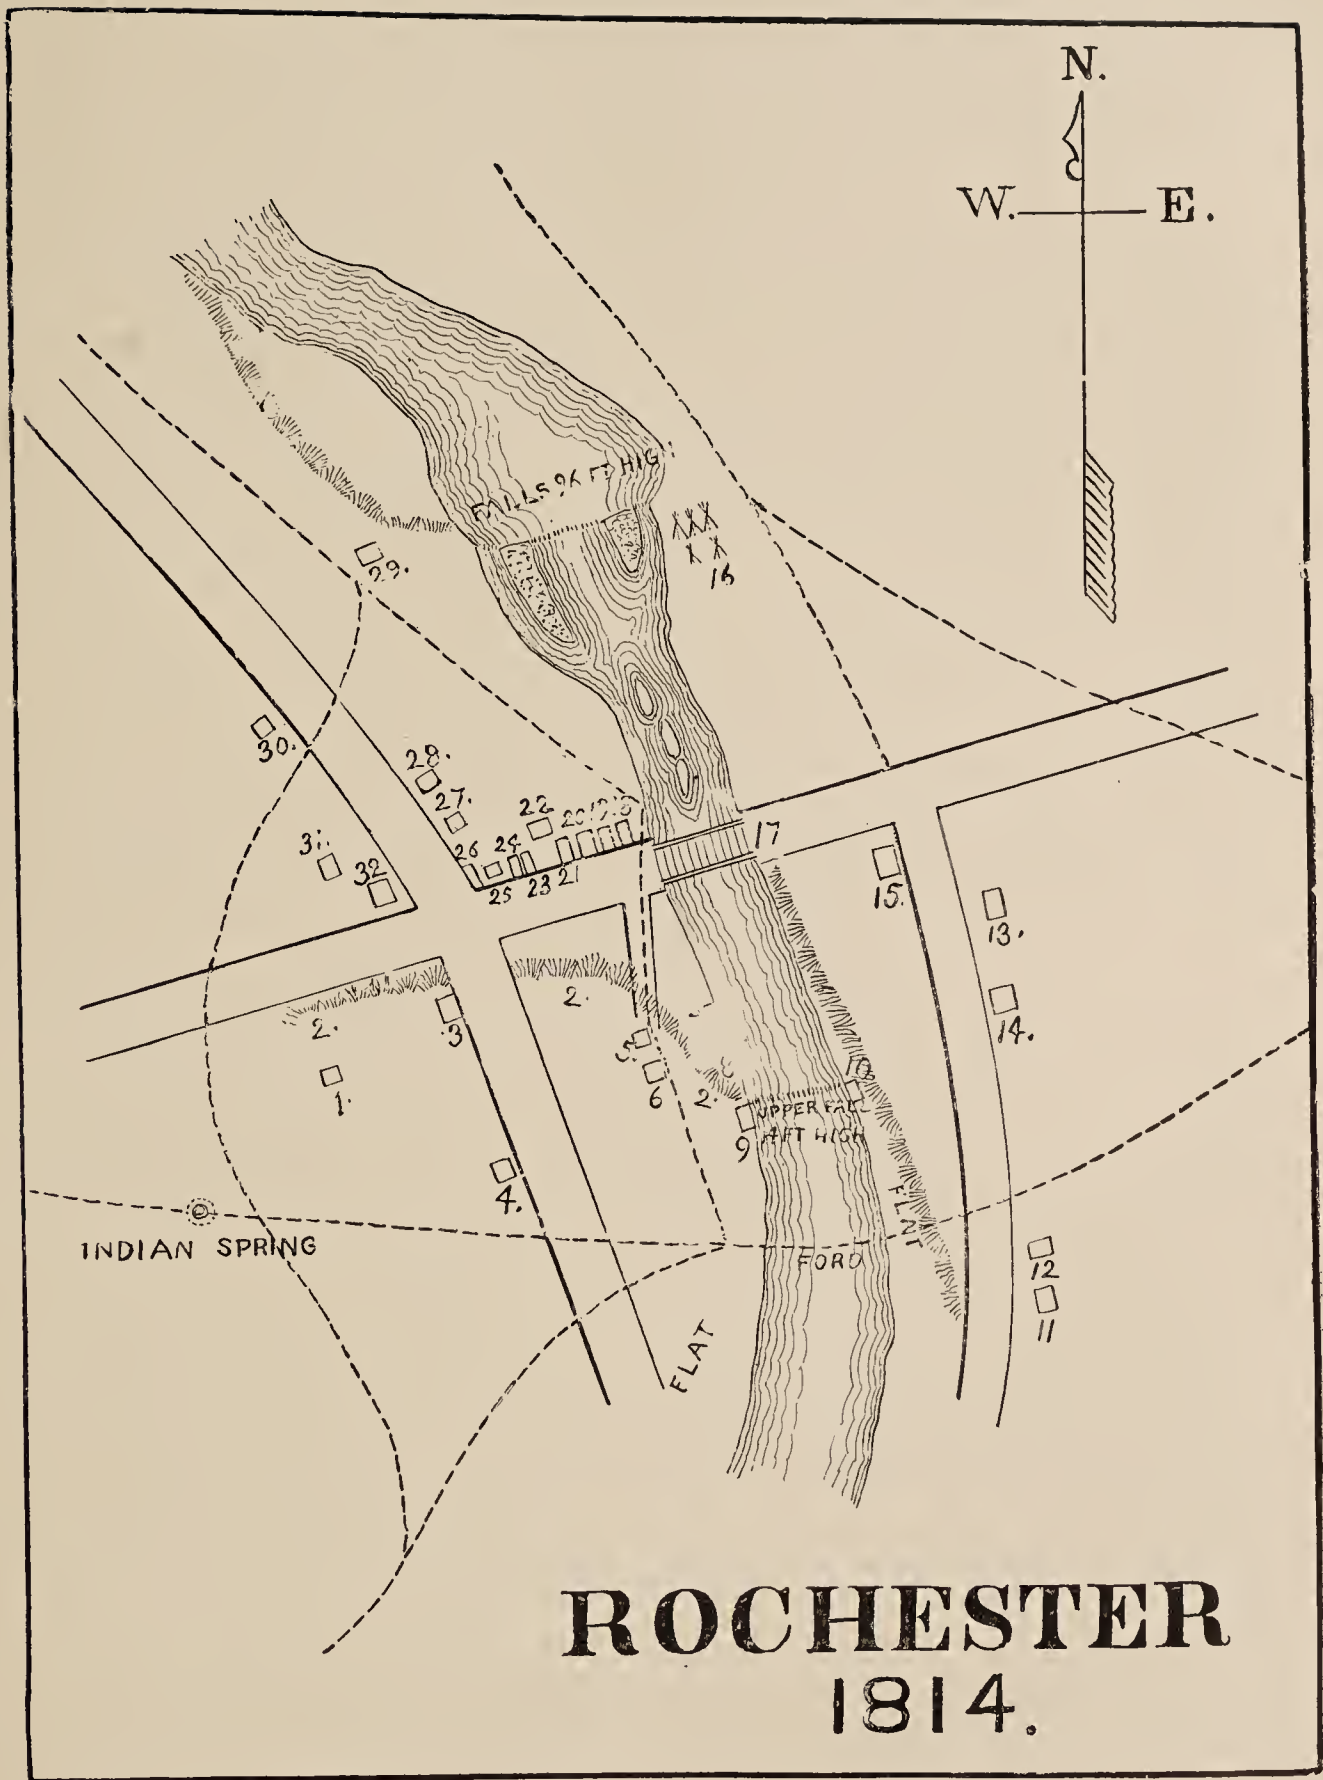 N.
W. E.
FALLS 96 FT HIGH
16
29.
30.
28.
27.
22
20 19 18
17
26
24
25
23
21
31.
32
15.
13.
2.
2.
3
14.
1.
5.
6
8
2.
10.
9
UPPER FALL
14 FT HIGH
4.
FLAT
INDIAN SPRING
FORD
12
11
FLAT
ROCHESTER
1814.